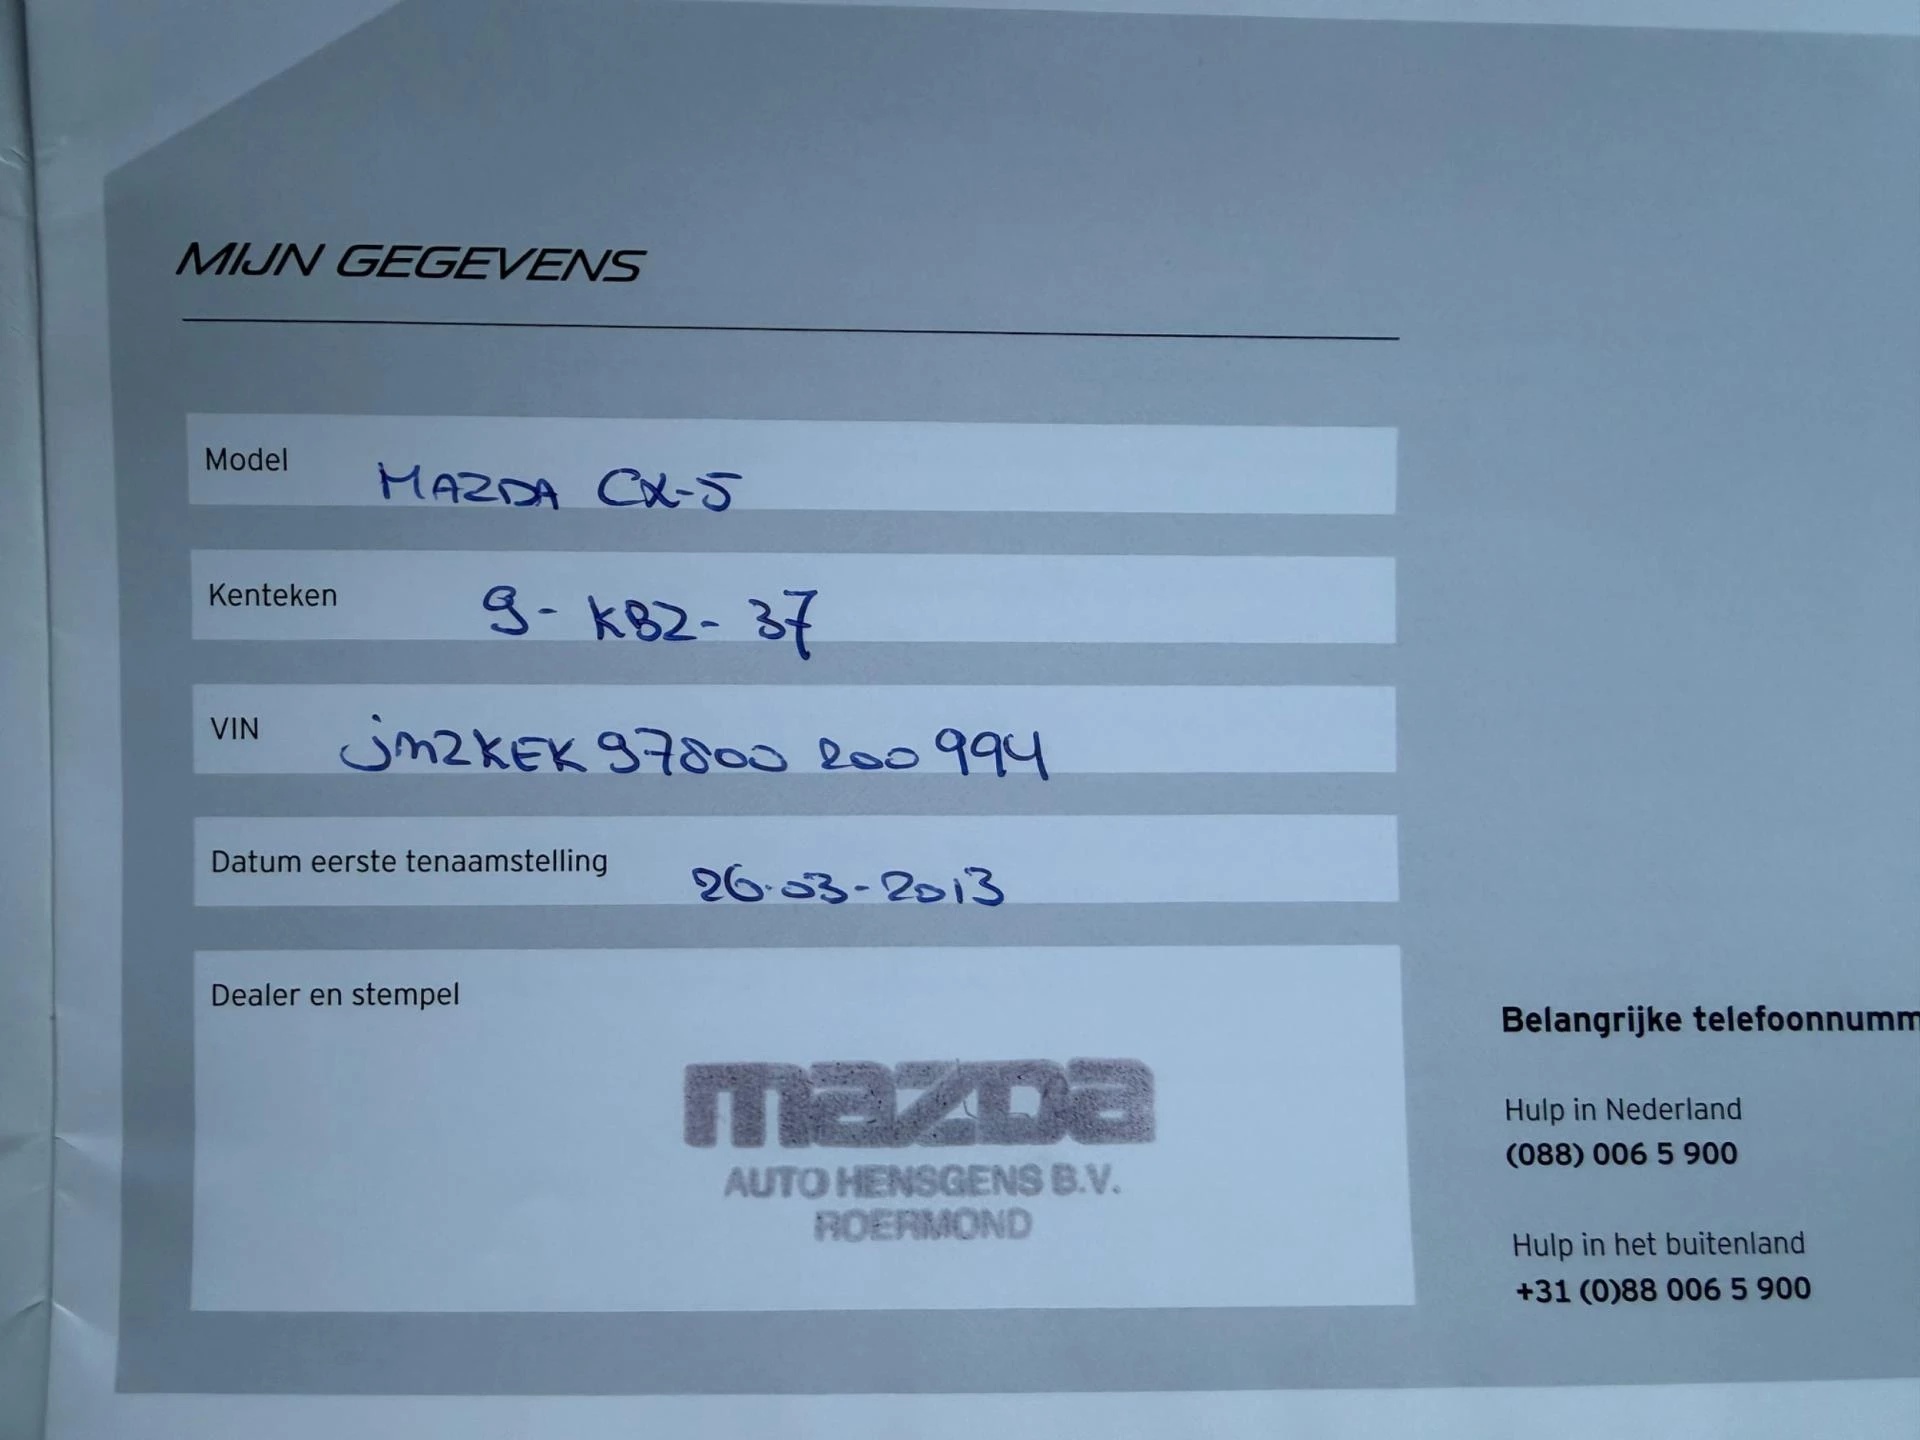 MIJN GEGEVENS
Model MAZDA CX-5
Kenteken 9-KBZ-37
VIN jmzKEK97800200994
Datum eerste tenaamstelling 26-03-2013
Dealer en stempel
mazda
AUTO HENSGENS B.V.
ROERMOND
Belangrijke telefoonnumm
Hulp in Nederland
(088) 006 5 900
Hulp in het buitenland
+31 (0)88 006 5 900